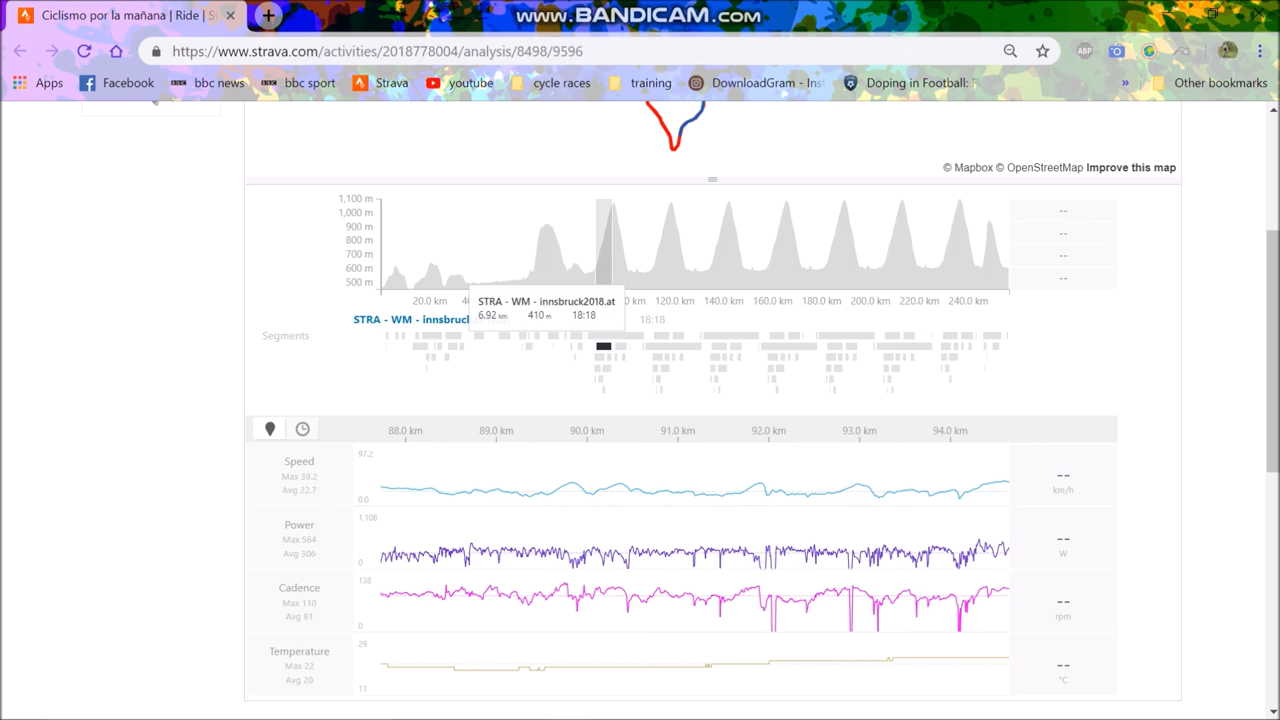 www.BANDICAM.com
Ciclismo por la mañana | Ride | S
https://www.strava.com/activities/2018778004/analysis/8498/9596
ABP
Apps Facebook BBC bbc news BBC bbc sport Strava youtube cycle races training DownloadGram - Inst Doping in Football: » Other bookmarks
© Mapbox © OpenStreetMap Improve this map
1,100 m
1,000 m
900 m
800 m
700 m
600 m
500 m
--
--
--
--
20.0 km 40 0 km 120.0 km 140.0 km 160.0 km 180.0 km 200.0 km 220.0 km 240.0 km
STRA - WM - innsbruck2018.at
6.92 km 410 m 18:18
STRA - WM - innsbruck 18:18
Segments
88.0 km 89.0 km 90.0 km 91.0 km 92.0 km 93.0 km 94.0 km
Speed
Max 39.2
Avg 22.7
97.2
0.0
--
km/h
Power
Max 564
Avg 306
1,108
0
--
W
Cadence
Max 110
Avg 81
138
0
--
rpm
Temperature
Max 22
Avg 20
29
11
--
°C